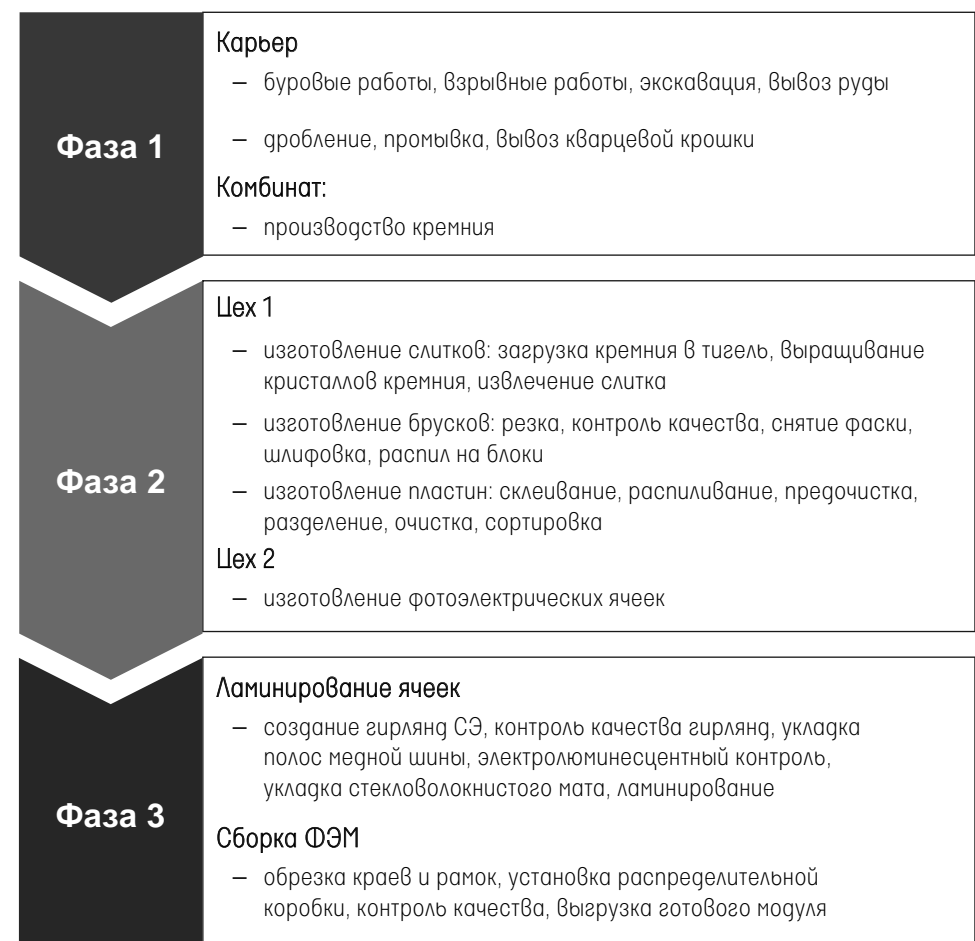 Фаза 1
Карьер
– буровые работы, взрывные работы, экскавация, вывоз руды
– дробление, промывка, вывоз кварцевой крошки
Комбинат:
– производство кремния
Фаза 2
Цех 1
– изготовление слитков: загрузка кремния в тигель, выращивание
кристаллов кремния, извлечение слитка
– изготовление брусков: резка, контроль качества, снятие фаски,
шлифовка, распил на блоки
– изготовление пластин: склеивание, распиливание, предочистка,
разделение, очистка, сортировка
Цех 2
– изготовление фотоэлектрических ячеек
Фаза 3
Ламинирование ячеек
– создание гирлянд СЭ, контроль качества гирлянд, укладка
полос медной шины, электролюминесцентный контроль,
укладка стекловолокнистого мата, ламинирование
Сборка ФЭМ
– обрезка краев и рамок, установка распределительной
коробки, контроль качества, выгрузка готового модуля